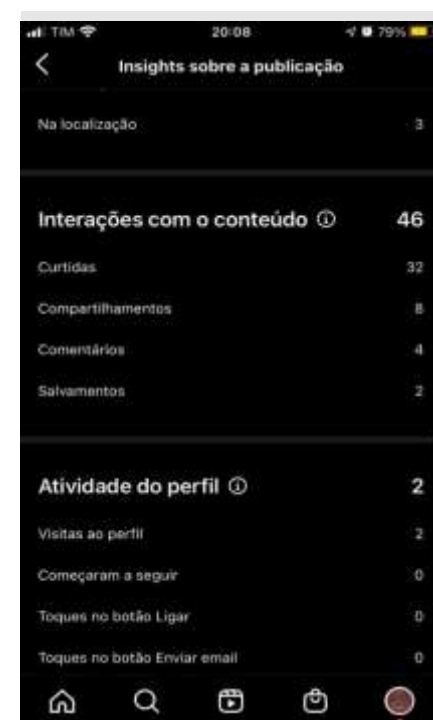 TIM 20:08 79%
Insights sobre a publicação
Na localização 3
Interações com o conteúdo 46
Curtidas 32
Compartilhamentos 8
Comentários 4
Salvamentos 2
Atividade do perfil 2
Visitas ao perfil 2
Começaram a seguir 0
Toques no botão Ligar 0
Toques no botão Enviar email 0